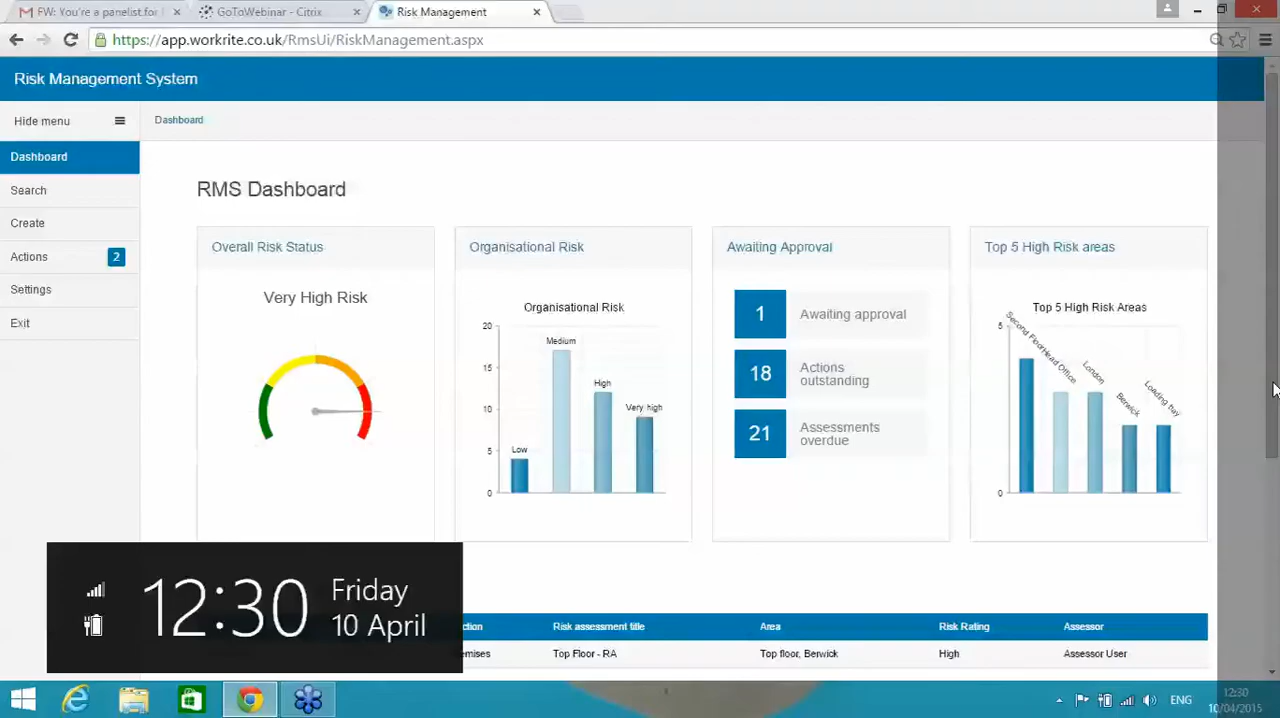 FW: You're a panelist for
GoToWebinar - Citrix
Risk Management
https://app.workrite.co.uk/RmsUi/RiskManagement.aspx
Risk Management System
Hide menu
Dashboard
Dashboard
Search
Create
Actions 2
Settings
Exit
RMS Dashboard
Overall Risk Status
Very High Risk
Organisational Risk
Organisational Risk
20
15
10
5
0
Low
Medium
High
Very high
Awaiting Approval
1 Awaiting approval
18 Actions
outstanding
21 Assessments
overdue
Top 5 High Risk areas
Top 5 High Risk Areas
5
0
Second Floor
Head Office
London
Berwick
Loading bay
ction Risk assessment title Area Risk Rating Assessor
emises Top Floor - RA Top floor, Berwick High Assessor User
12:30
Friday
10 April
ENG
12:30
10/04/2015